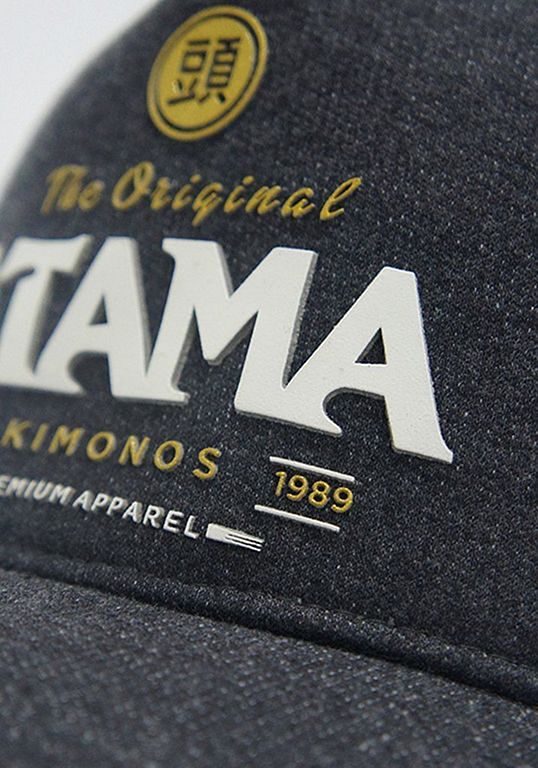 頭
The Original
TAMA
KIMONOS
1989
EMIUM APPAREL